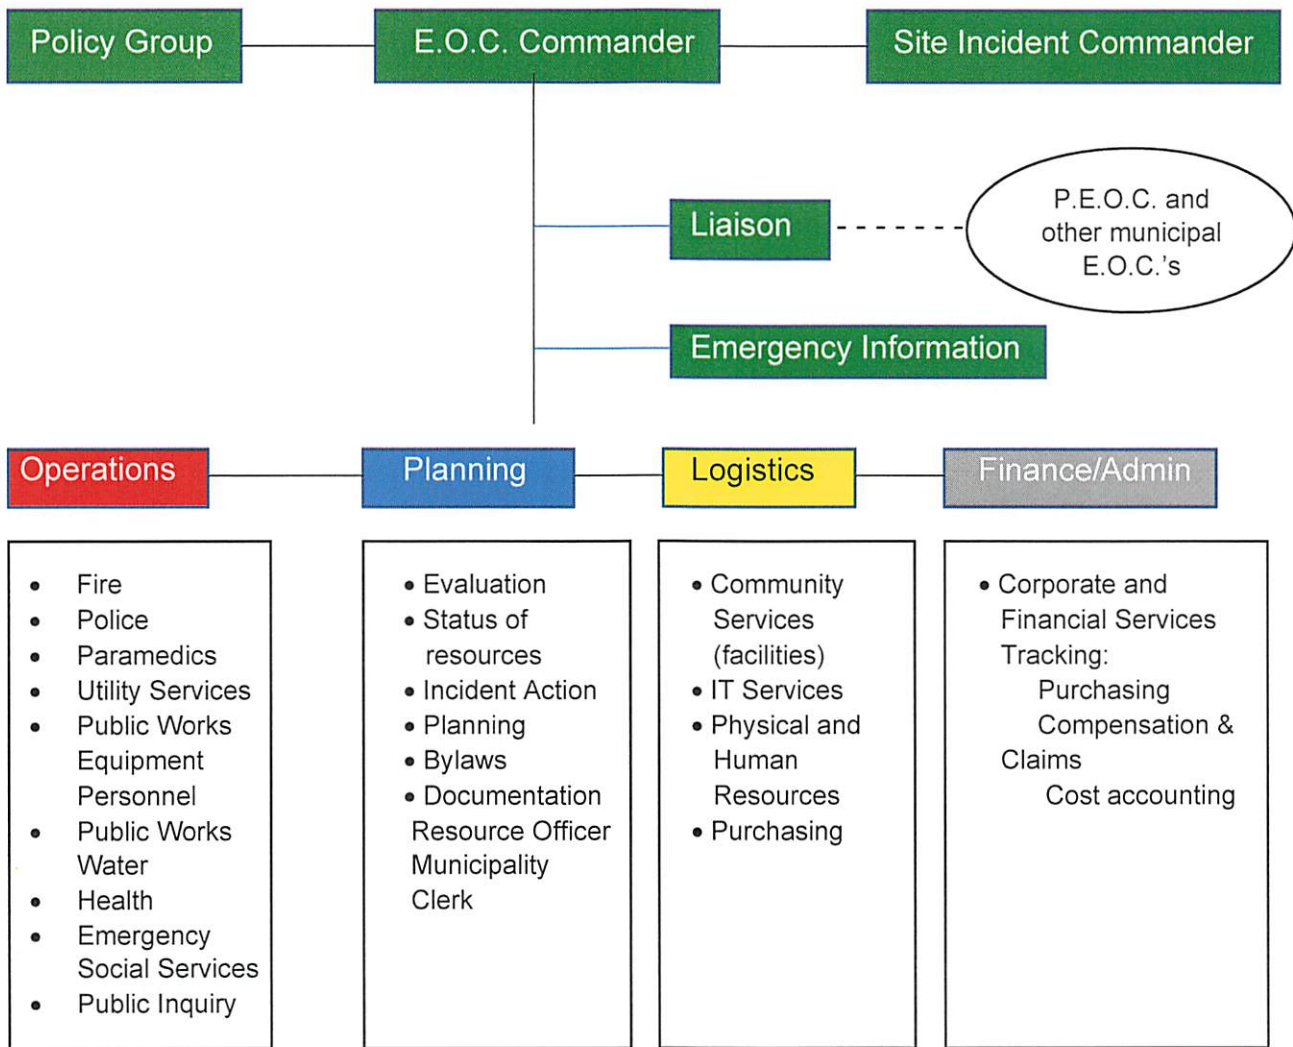 Policy Group
E.O.C. Commander
Site Incident Commander
Liaison
P.E.O.C. and
other municipal
E.O.C.'s
Emergency Information
Operations
Planning
Logistics
Finance/Admin
• Fire
• Police
• Paramedics
• Utility Services
• Public Works
Equipment
Personnel
• Public Works
Water
• Health
• Emergency
Social Services
• Public Inquiry
• Evaluation
• Status of
resources
• Incident Action
• Planning
• Bylaws
• Documentation
Resource Officer
Municipality
Clerk
• Community
Services
(facilities)
• IT Services
• Physical and
Human
Resources
• Purchasing
• Corporate and
Financial Services
Tracking:
Purchasing
Compensation &
Claims
Cost accounting